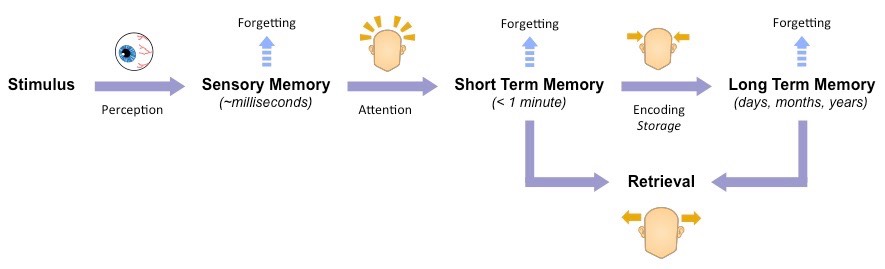 Forgetting
Forgetting
Forgetting
Stimulus
Sensory Memory
Short Term Memory
Long Term Memory
(~milliseconds)
(< 1 minute)
(days, months, years)
Perception
Attention
Encoding
Storage
Retrieval